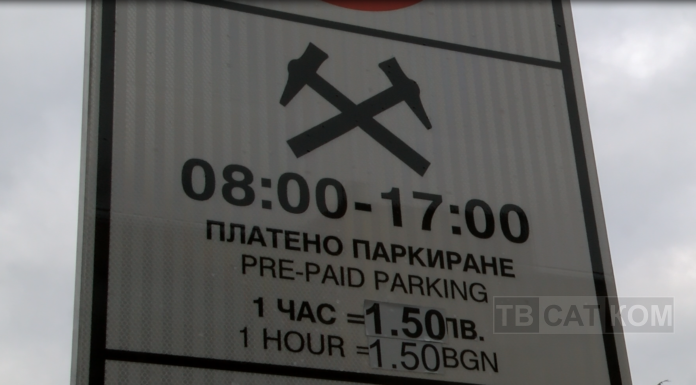 08:00-17:00
ПЛАТЕНО ПАРКИРАНЕ
PRE-PAID PARKING
1 ЧАС =1.50ЛВ.
1 HOUR =1.50BGN
ТВ САТКОМ